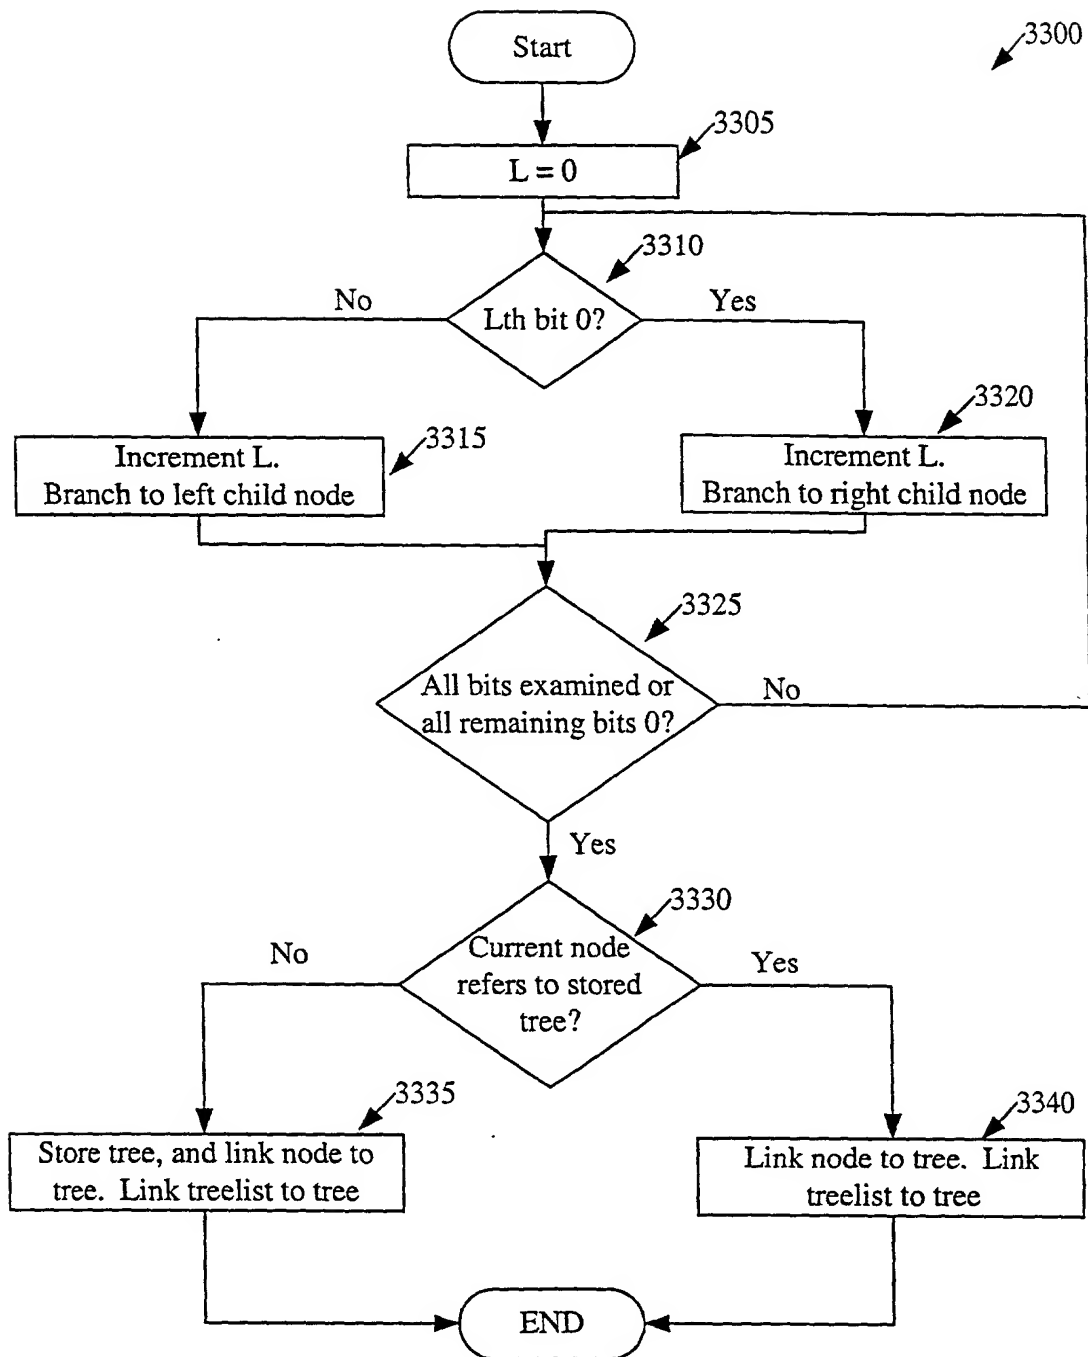 Start
3300
3305
L = 0
3310
No
Lth bit 0?
Yes
3315
3320
Increment L.
Branch to left child node
Increment L.
Branch to right child node
3325
All bits examined or
all remaining bits 0?
No
Yes
3330
No
Current node
refers to stored
tree?
Yes
3335
3340
Store tree, and link node to
tree. Link treelist to tree
Link node to tree. Link
treelist to tree
END